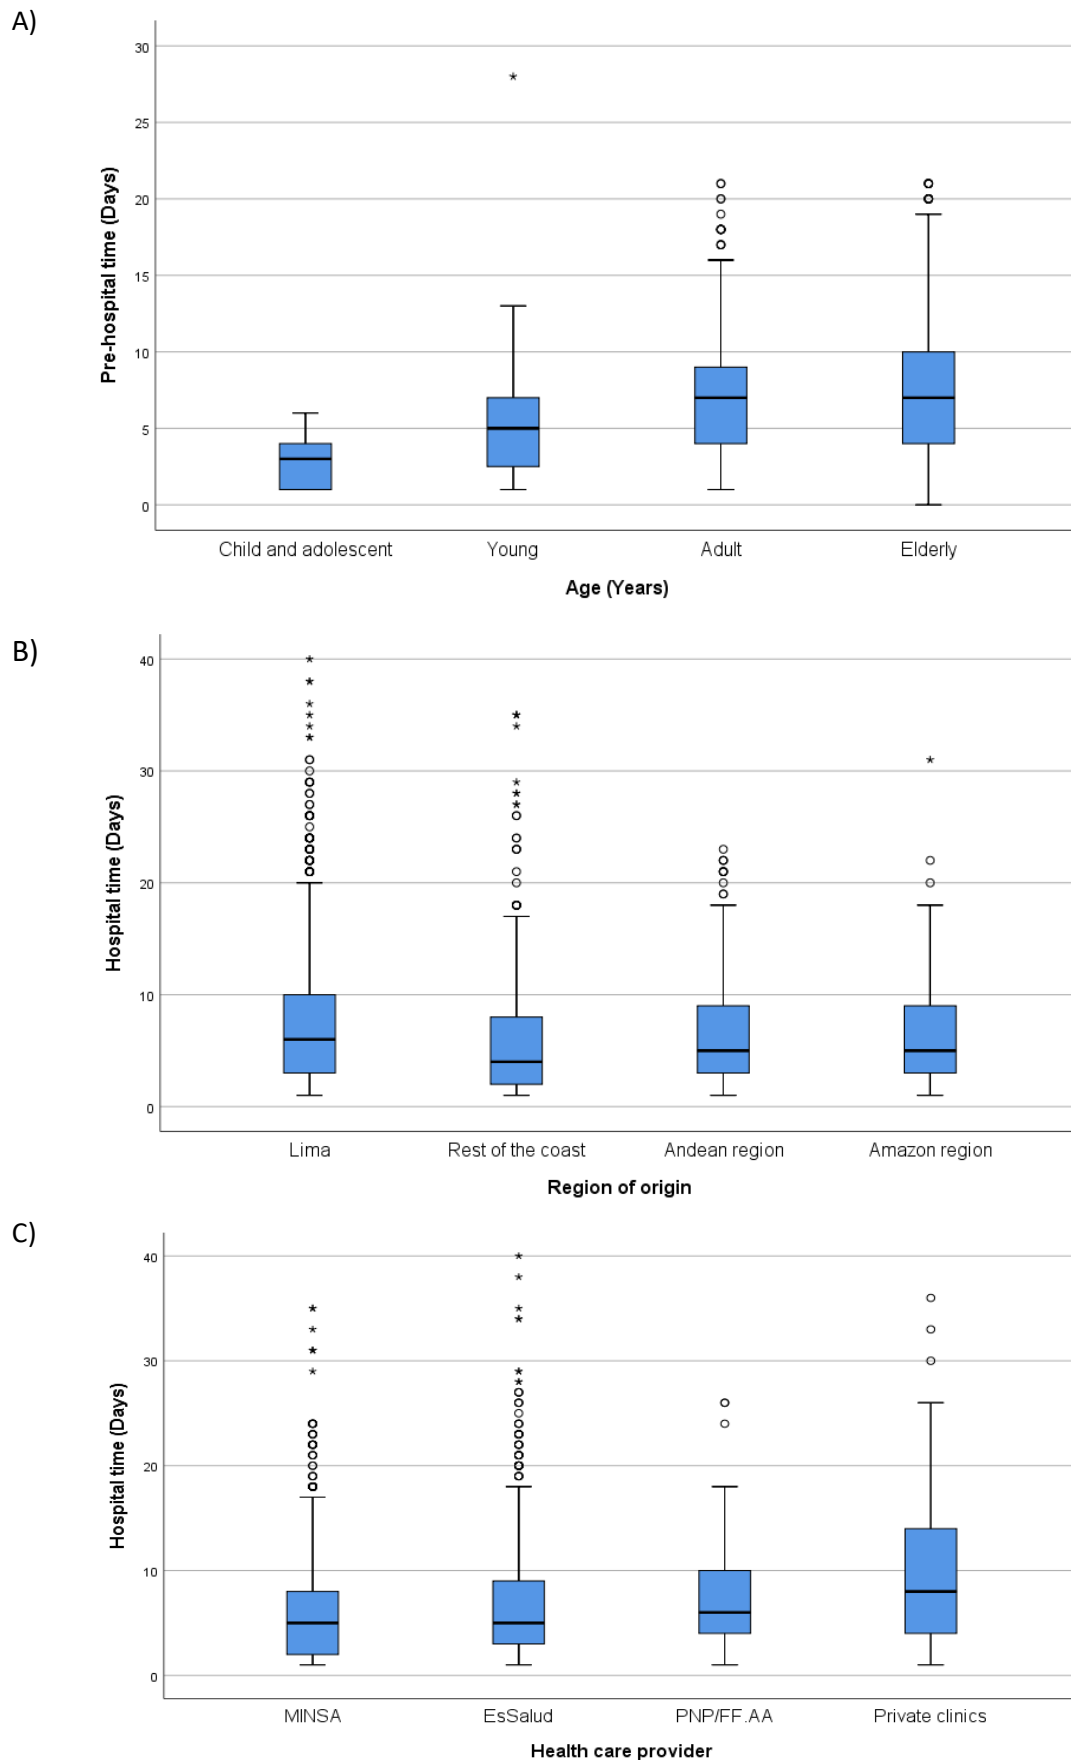 A)
30
25
20
15
10
5
0
Pre-hospital time (Days)
Child and adolescent Young Adult Elderly
Age (Years)
B)
40
30
20
10
0
Hospital time (Days)
Lima Rest of the coast Andean region Amazon region
Region of origin
C)
40
30
20
10
0
Hospital time (Days)
MINSA EsSalud PNP/FF.AA Private clinics
Health care provider